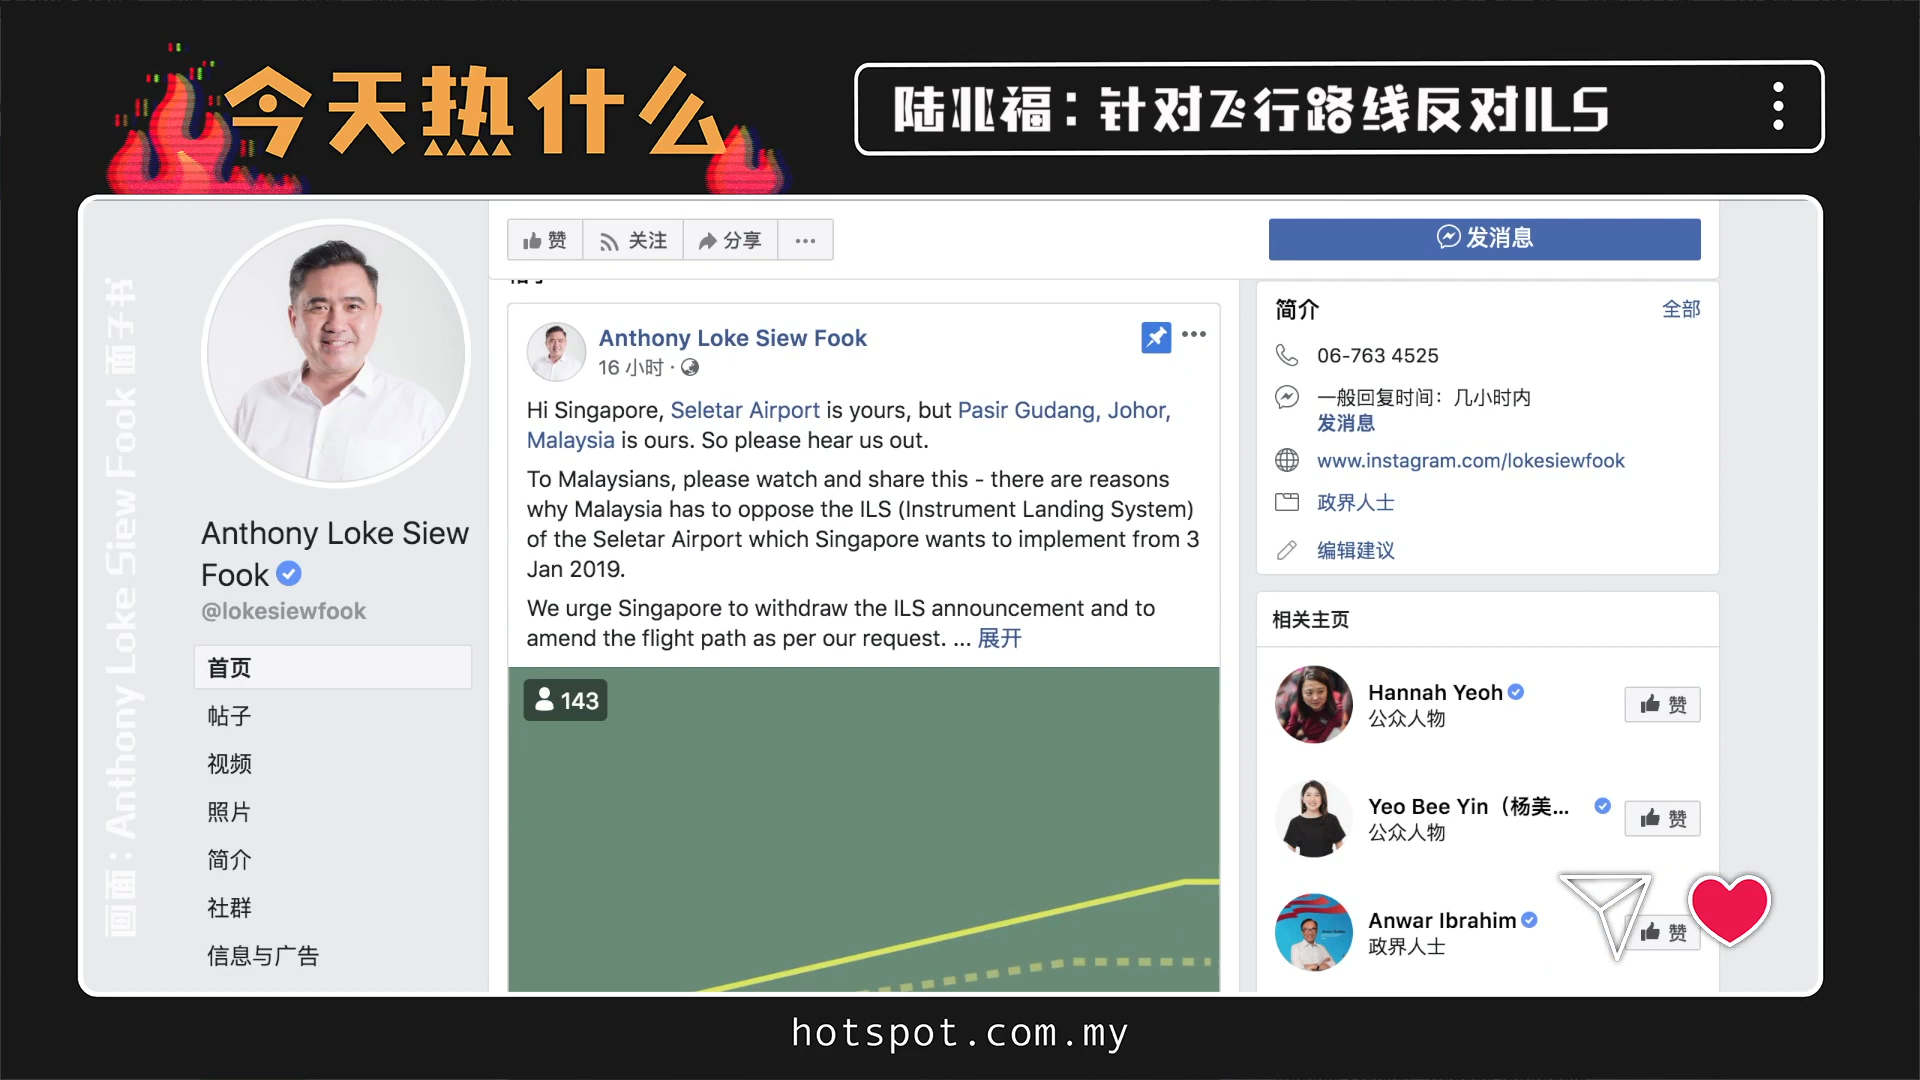 今天热什么
陆兆福：针对飞行路线反对ILS
画面：Anthony Loke Siew Fook 面子书
Anthony Loke Siew
Fook
@lokesiewfook
首页
帖子
视频
照片
简介
社群
信息与广告
赞
关注
分享
发消息
Anthony Loke Siew Fook
16 小时 ·
Hi Singapore, Seletar Airport is yours, but Pasir Gudang, Johor,
Malaysia is ours. So please hear us out.
To Malaysians, please watch and share this - there are reasons
why Malaysia has to oppose the ILS (Instrument Landing System)
of the Seletar Airport which Singapore wants to implement from 3
Jan 2019.
We urge Singapore to withdraw the ILS announcement and to
amend the flight path as per our request. ... 展开
143
简介
全部
06-763 4525
一般回复时间：几小时内
发消息
www.instagram.com/lokesiewfook
政界人士
编辑建议
相关主页
Hannah Yeoh
公众人物
赞
Yeo Bee Yin（杨美...
公众人物
赞
Anwar Ibrahim
政界人士
赞
hotspot.com.my